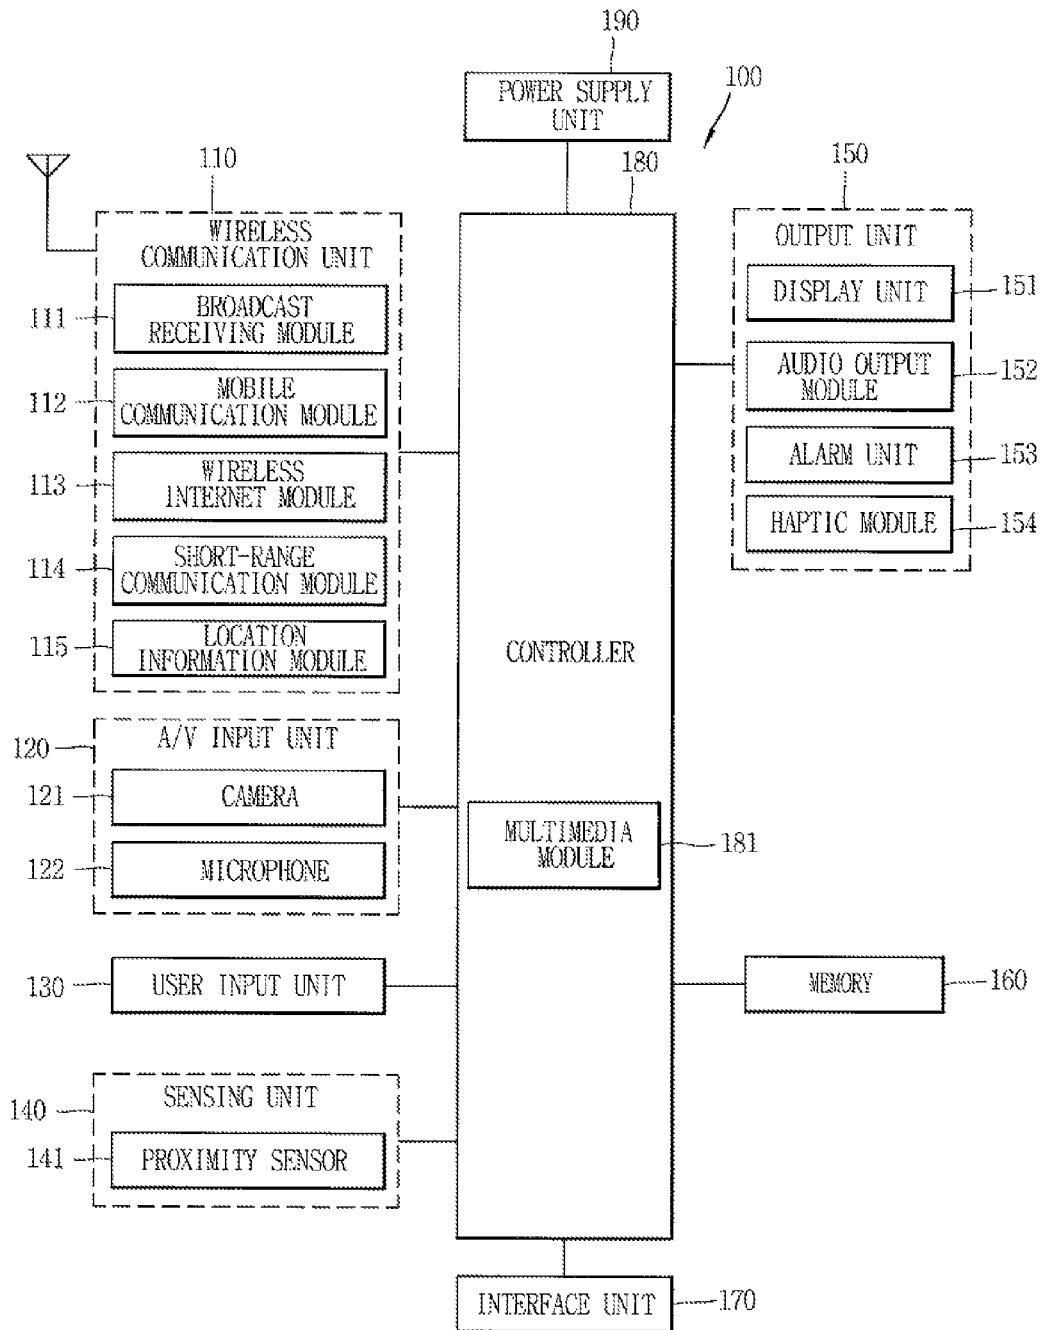 190
POWER SUPPLY
UNIT
100
110
180
150
WIRELESS
COMMUNICATION UNIT
OUTPUT UNIT
111
BROADCAST
RECEIVING MODULE
DISPLAY UNIT
151
112
MOBILE
COMMUNICATION MODULE
AUDIO OUTPUT
MODULE
152
113
WIRELESS
INTERNET MODULE
ALARM UNIT
153
114
SHORT-RANGE
COMMUNICATION MODULE
HAPTIC MODULE
154
115
LOCATION
INFORMATION MODULE
CONTROLLER
120
A/V INPUT UNIT
121
CAMERA
MULTIMEDIA
MODULE
181
122
MICROPHONE
130
USER INPUT UNIT
MEMORY
160
140
SENSING UNIT
141
PROXIMITY SENSOR
INTERFACE UNIT
170